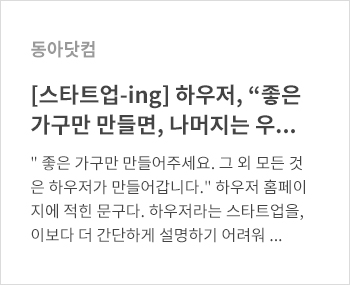 동아닷컴
[스타트업-ing] 하우저, “좋은
가구만 만들면, 나머지는 우...
" 좋은 가구만 만들어주세요. 그 외 모든 것
은 하우저가 만들어갑니다." 하우저 홈페이
지에 적힌 문구다. 하우저라는 스타트업을,
이보다 더 간단하게 설명하기 어려워 ...